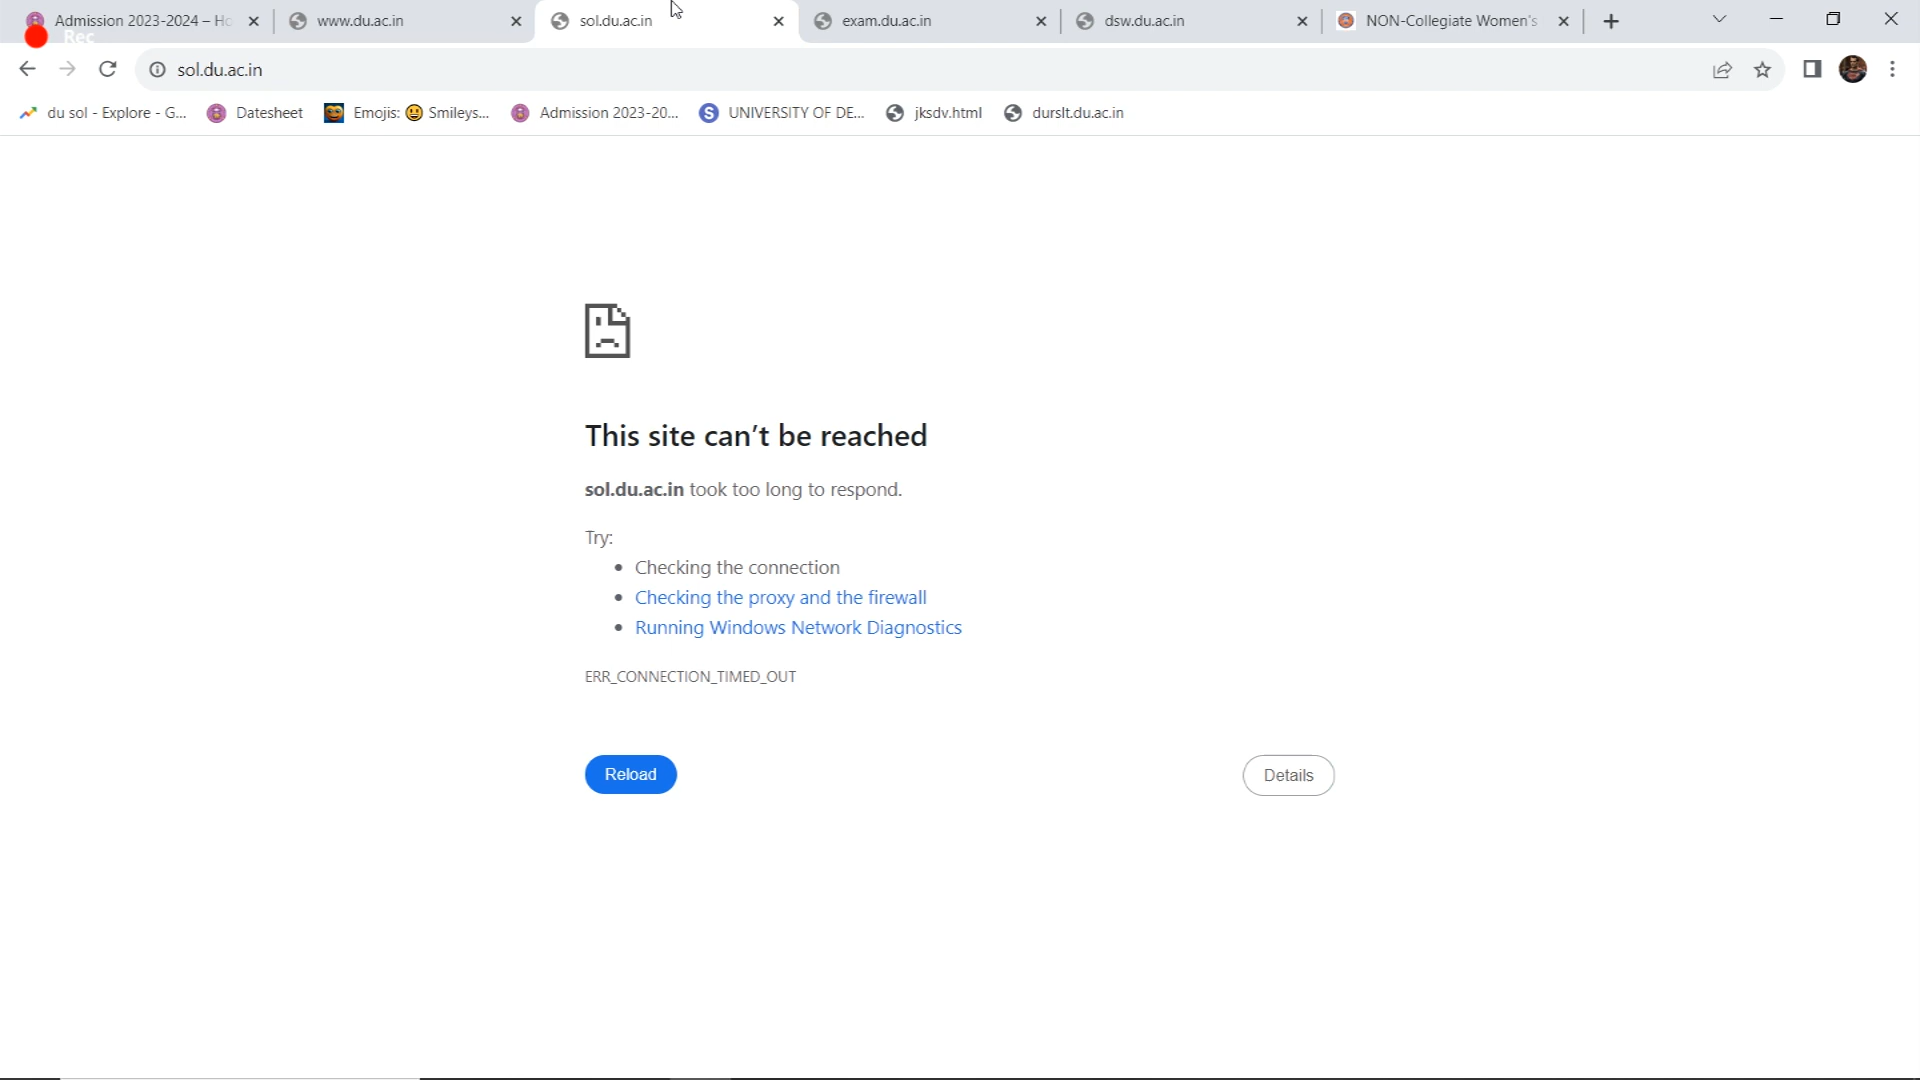 Admission 2023-2024 – Ho
www.du.ac.in
sol.du.ac.in
exam.du.ac.in
dsw.du.ac.in
NON-Collegiate Women's
Rec
sol.du.ac.in
du sol - Explore - G...
Datesheet
Emojis: 😃 Smileys...
Admission 2023-20...
UNIVERSITY OF DE...
jksdv.html
durslt.du.ac.in
This site can't be reached
sol.du.ac.in took too long to respond.
Try:
• Checking the connection
• Checking the proxy and the firewall
• Running Windows Network Diagnostics
ERR_CONNECTION_TIMED_OUT
Reload
Details